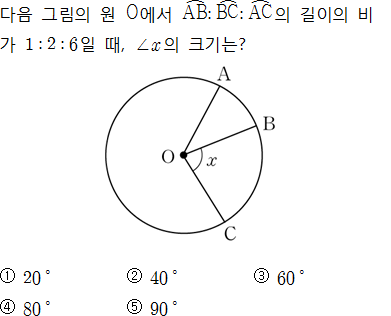 다음 그림의 원 O에서 AB: BC: AC의 길이의 비
가 1:2:6일 때, ∠x의 크기는?
A
B
O x
C
① 20° ② 40° ③ 60°
④ 80° ⑤ 90°